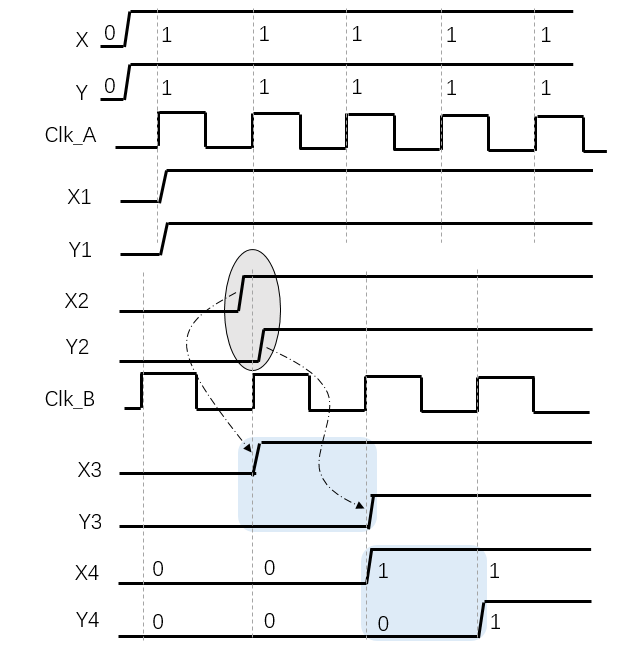 X 0 1 1 1 1 1
Y 0 1 1 1 1 1
Clk_A
X1
Y1
X2
Y2
Clk_B
X3
Y3
X4 0 0 1 1
Y4 0 0 0 1